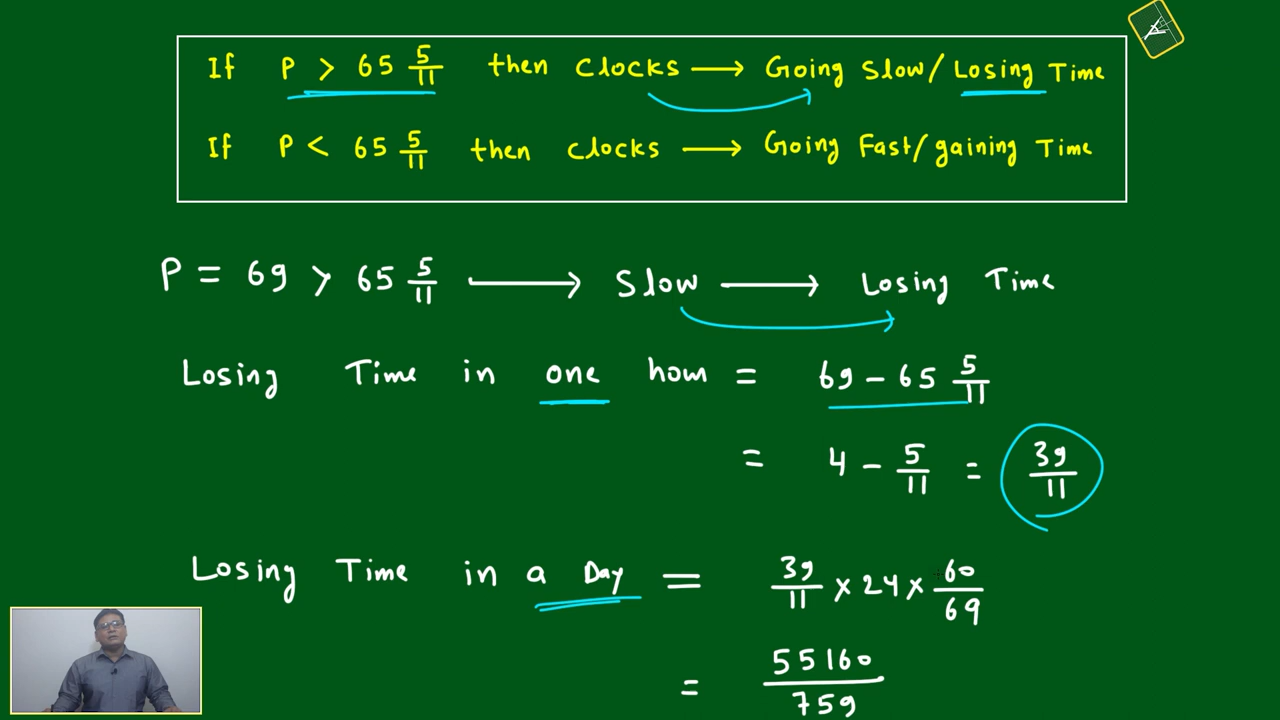 If P > 65 5/11 then Clocks → Going Slow/Losing Time
If P < 65 5/11 then Clocks → Going Fast/gaining Time
P = 69 > 65 5/11 → Slow → Losing Time
Losing Time in one hour = 69 - 65 5/11
= 4 - 5/11 = 39/11
Losing Time in a Day = 39/11 × 24 × 60/69
= 55160/759